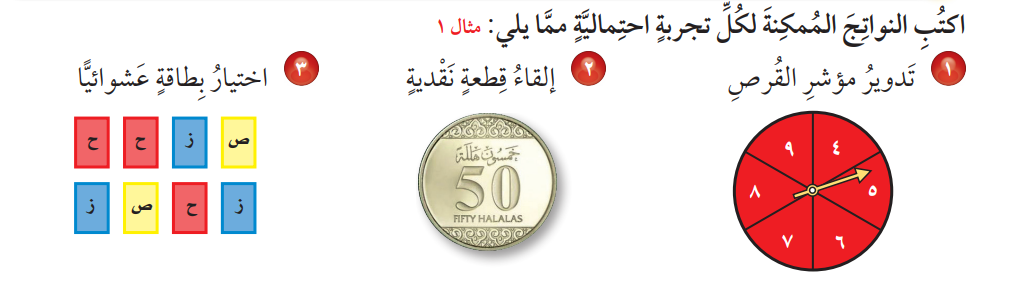 اكتُبِ النواتِجَ المُمكِنةَ لكُلِّ تجربةٍ احتِماليَّةٍ ممَّا يلي: مثال ١
١ تَدويرُ مؤشرِ القُرصِ
٤
٥
٦
٧
٨
٩
٢ إلقاءُ قِطعةٍ نَقْديةٍ
خمسون هللة
50
FIFTY HALALAS
٣ اختيارُ بِطاقةٍ عَشوائيًّا
ص ز ح ح
ز ح ص ز